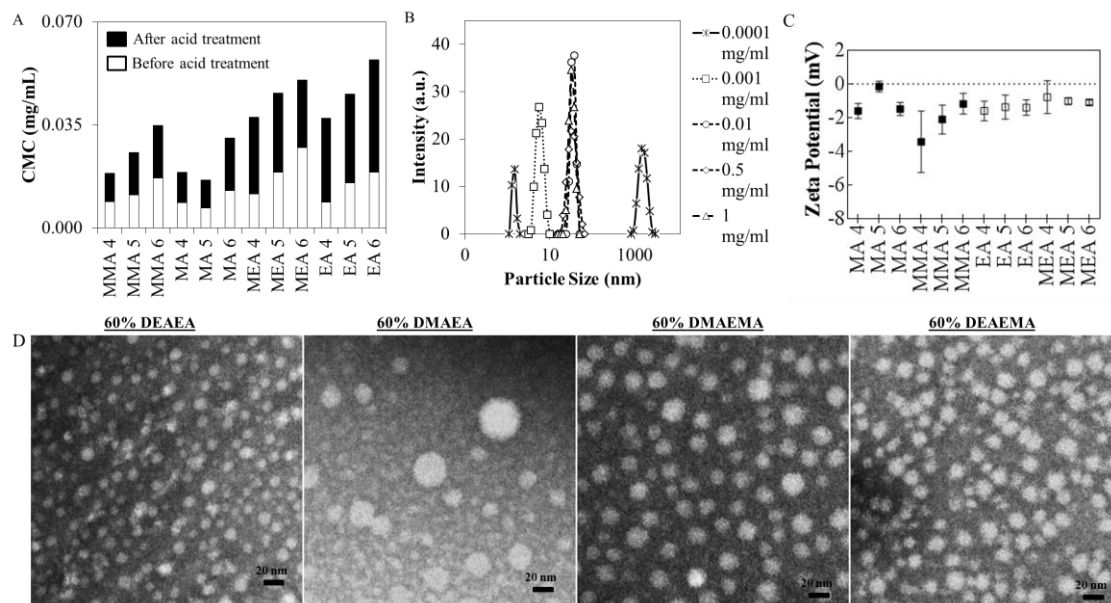 A
0.070
0.035
0.000
CMC (mg/mL)
After acid treatment
Before acid treatment
MMA 4
MMA 5
MMA 6
MA 4
MA 5
MA 6
MEA 4
MEA 5
MEA 6
EA 4
EA 5
EA 6
B
40
30
20
10
0
Intensity (a.u.)
0
10
1000
Particle Size (nm)
0.0001
mg/ml
0.001
mg/ml
0.01
mg/ml
0.5
mg/ml
1
mg/ml
C
2
0
-2
-4
-6
-8
Zeta Potential (mV)
MA 4
MA 5
MA 6
MMA 4
MMA 5
MMA 6
EA 4
EA 5
EA 6
MEA 4
MEA 5
MEA 6
D
60% DEAEA
60% DMAEA
60% DMAEMA
60% DEAEMA
20 nm
20 nm
20 nm
20 nm